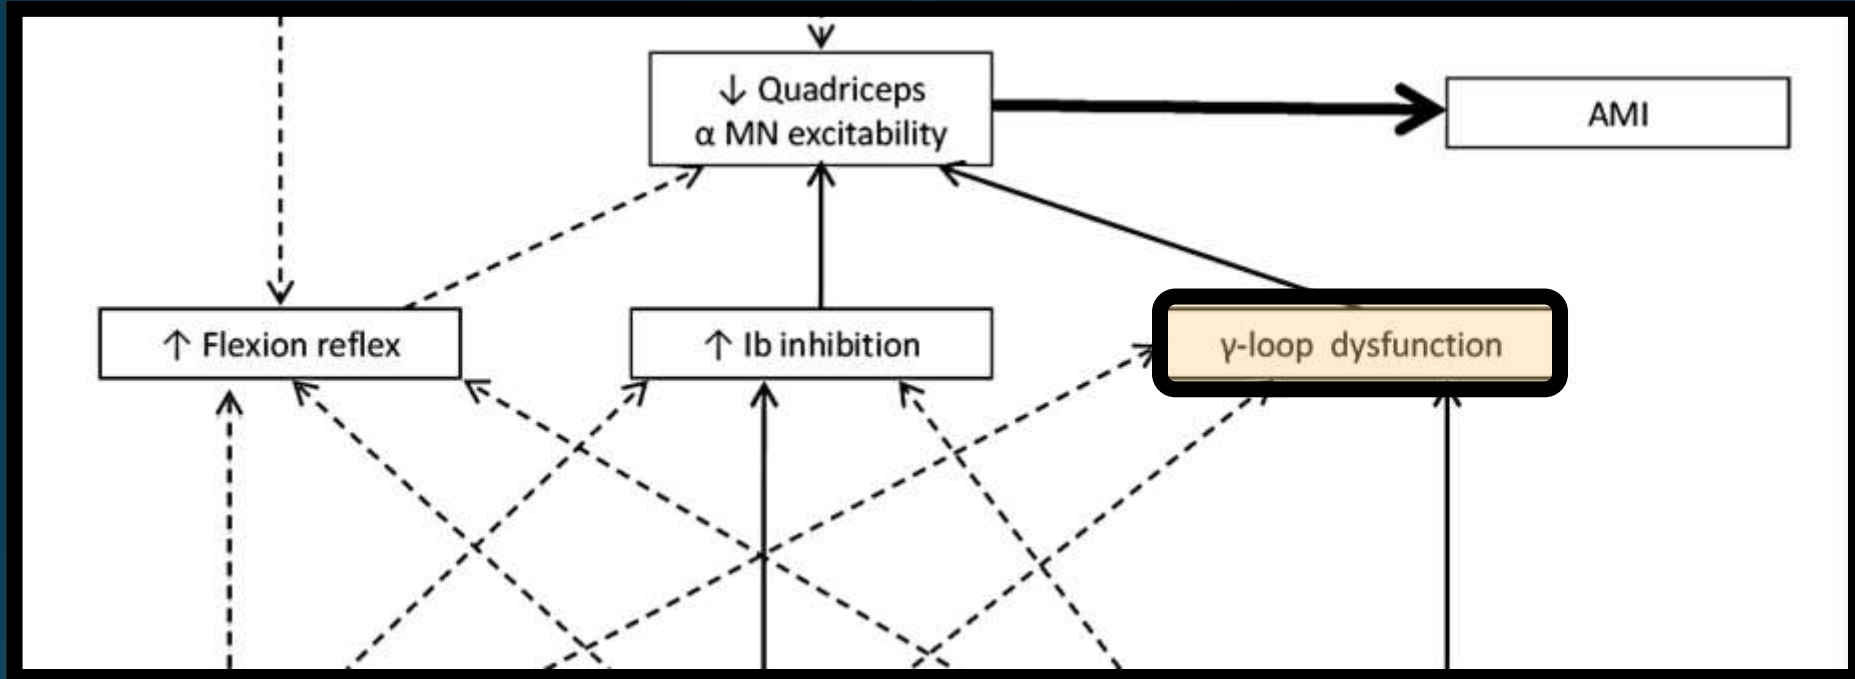 ↓ Quadriceps
α MN excitability
AMI
↑ Flexion reflex
↑ Ib inhibition
γ-loop dysfunction